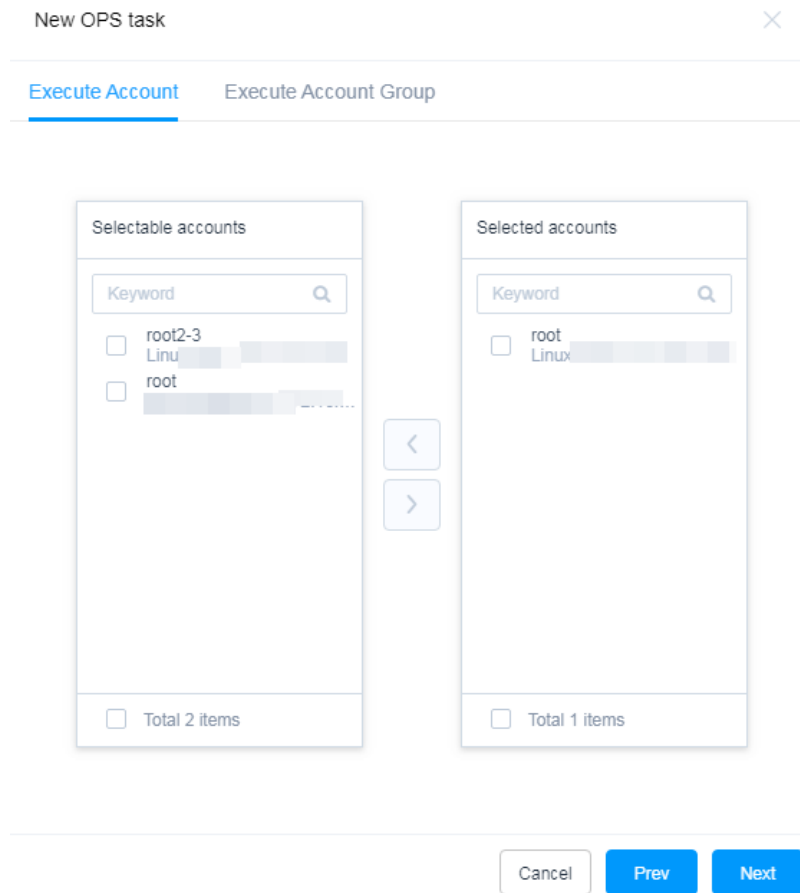 New OPS task
Execute Account Execute Account Group
Selectable accounts
Keyword
root2-3
root
Total 2 items
Selected accounts
Keyword
root
Linux
Total 1 items
Cancel Prev Next